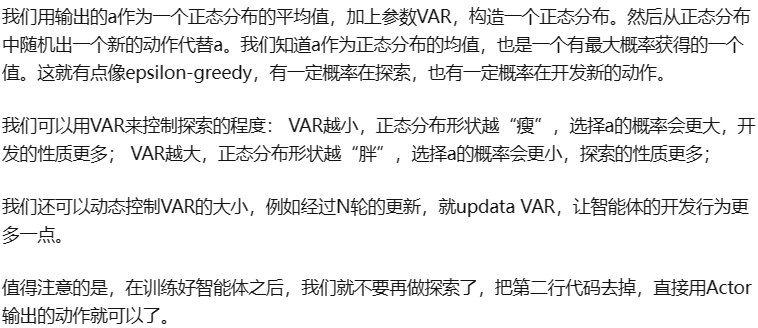 我们用输出的a作为一个正态分布的平均值，加上参数VAR，构造一个正态分布。然后从正态分布
中随机出一个新的动作代替a。我们知道a作为正态分布的均值，也是一个有最大概率获得的一个
值。这就有点像epsilon-greedy，有一定概率在探索，也有一定概率在开发新的动作。
我们可以用VAR来控制探索的程度： VAR越小，正态分布形状越“瘦”，选择a的概率会更大，开
发的性质更多； VAR越大，正态分布形状越“胖”，选择a的概率会更小，探索的性质更多；
我们还可以动态控制VAR的大小，例如经过N轮的更新，就updata VAR，让智能体的开发行为更
多一点。
值得注意的是，在训练好智能体之后，我们就不要再做探索了，把第二行代码去掉，直接用Actor
输出的动作就可以了。